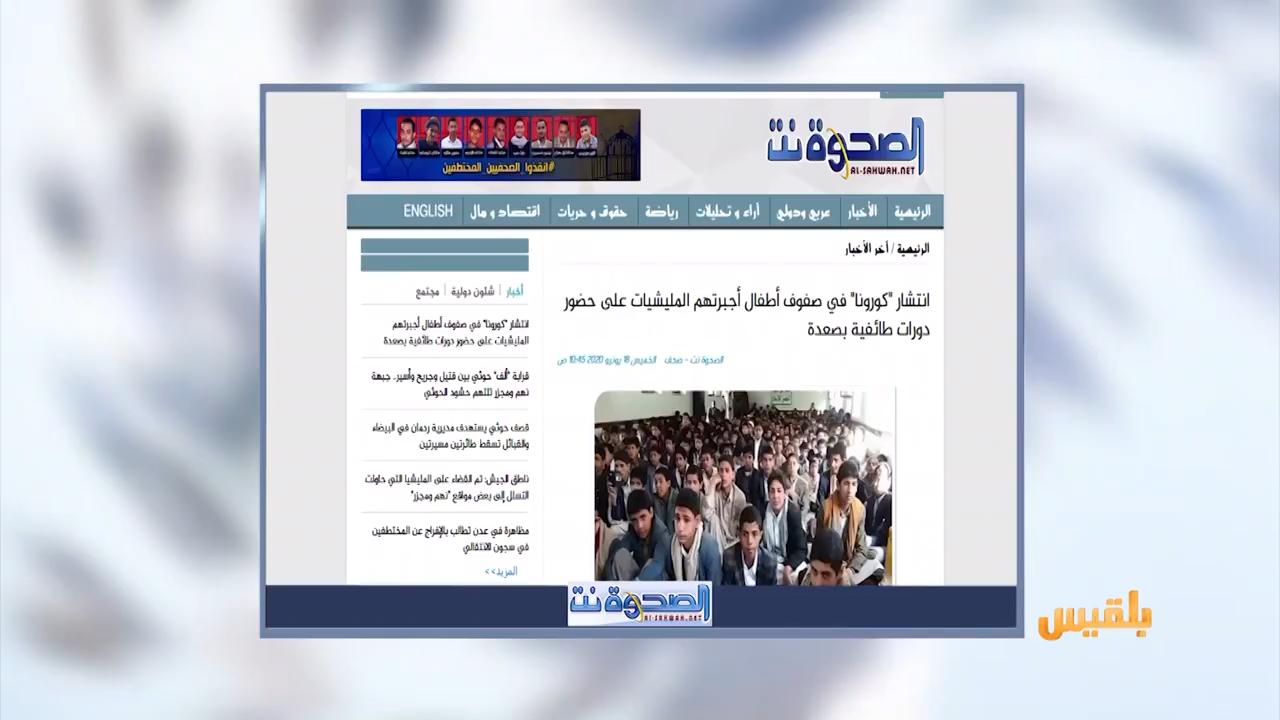 الصحوة نت
AL-SAHWAH.NET
#انقذوا_الصحفيين_المختطفين
الرئيسية
الأخبار
عربي ودولي
آراء و تحليلات
رياضة
حقوق و حريات
اقتصاد و مال
ENGLISH
الرئيسية / آخر الأخبار
انتشار "كورونا" في صفوف أطفال أجبرتهم المليشيات على حضور
دورات طائفية بصعدة
الصحوة نت - صحف الخميس 18 يونيو 2020 10:45 ص
أخبار
شئون دولية
مجتمع
انتشار "كورونا" في صفوف أطفال أجبرتهم
المليشيات على حضور دورات طائفية بصعدة
قرابة "ألف" حوثي بين قتيل وجريح وأسير.. جبهة
نهم ومجزر تلتهم حشود الحوثي
قصف حوثي يستهدف مديرية ردمان في البيضاء
والقبائل تسقط طائرتين مسيرتين
ناطق الجيش: تم القضاء على المليشيا التي حاولت
التسلل إلى بعض مواقع "نهم ومجزر"
مظاهرة في عدن تطالب بالإفراج عن المختطفين
في سجون الانتقالي
المزيد>>
الصحوة نت
AL-SAHWAH.NET
بلقيس